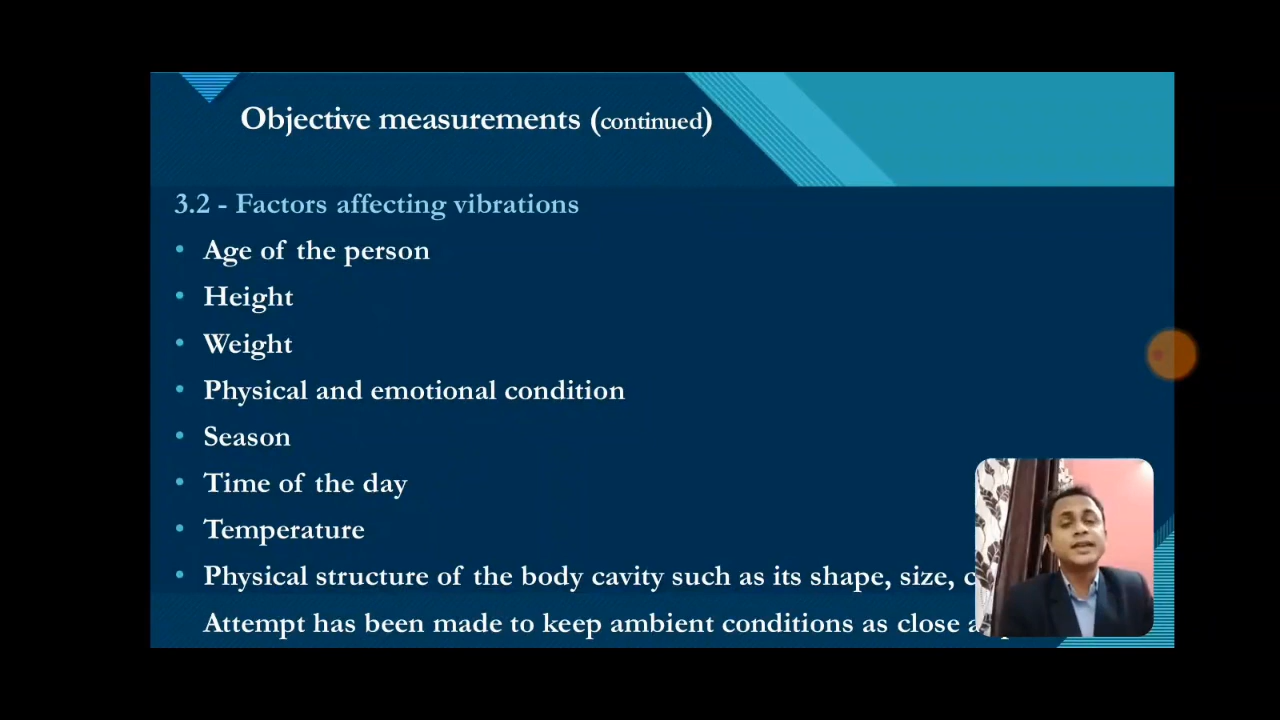 Objective measurements (continued)
3.2 - Factors affecting vibrations
• Age of the person
• Height
• Weight
• Physical and emotional condition
• Season
• Time of the day
• Temperature
• Physical structure of the body cavity such as its shape, size,
Attempt has been made to keep ambient conditions as close